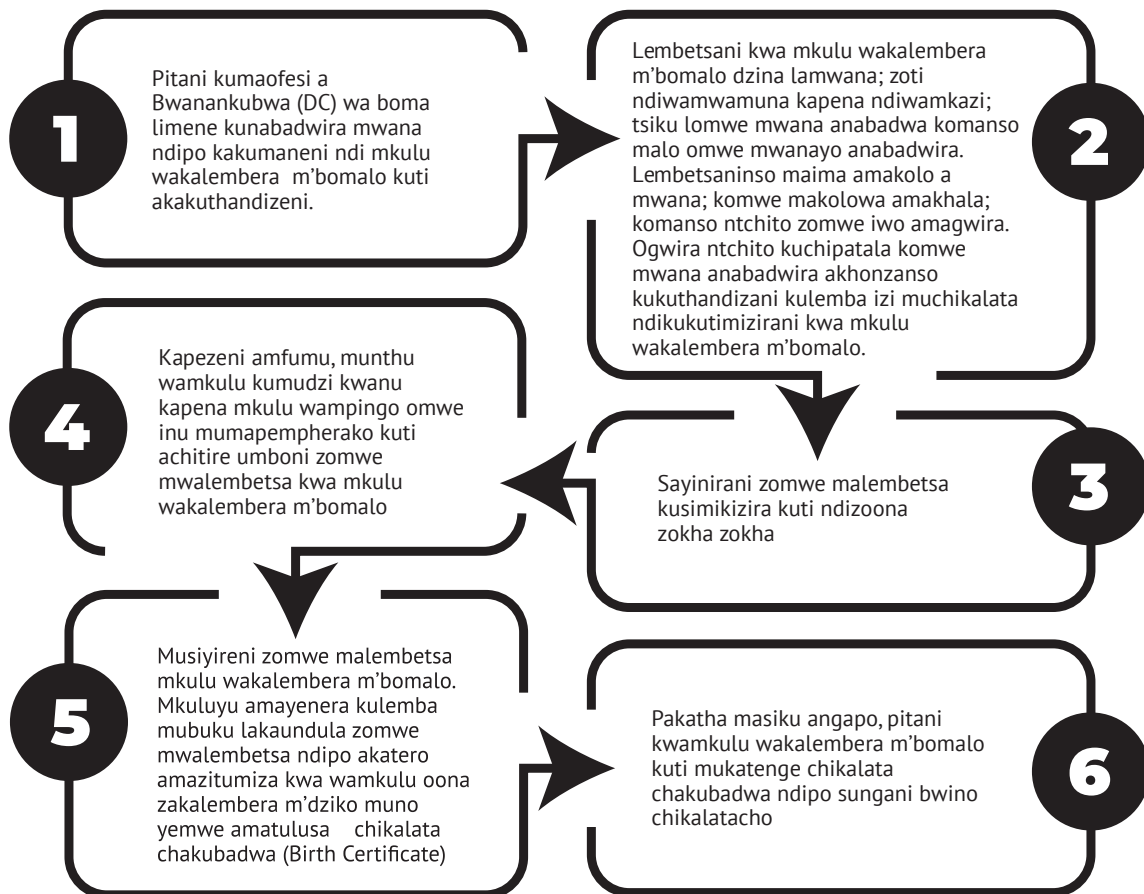 1
Pitani kumaofesi a
Bwanankubwa (DC) wa boma
limene kunabadwira mwana
ndipo kakumaneni ndi mkulu
wakalembera m'bomalo kuti
akakuthandizeni.
2
Lembetsani kwa mkulu wakalembera
m'bomalo dzina lamwana; zoti
ndiwamwamuna kapena ndiwamkazi;
tsiku lomwe mwana anabadwa komanso
malo omwe mwanayo anabadwira.
Lembetsaninso maima amakolo a
mwana; komwe makolowa amakhala;
komanso ntchito zomwe iwo amagwira.
Ogwira ntchito kuchipatala komwe
mwana anabadwira akhonzanso
kukuthandizani kulemba izi muchikalata
ndikukutimizirani kwa mkulu
wakalembera m'bomalo.
3
Sayinirani zomwe malembetsa
kusimikizira kuti ndizoona
zokha zokha
4
Kapezeni amfumu, munthu
wamkulu kumudzi kwanu
kapena mkulu wampingo omwe
inu mumapempherako kuti
achitire umboni zomwe
mwalembetsa kwa mkulu
wakalembera m'bomalo
5
Musiyireni zomwe malembetsa
mkulu wakalembera m'bomalo.
Mkuluyu amayenera kulemba
mubuku lakaundula zomwe
mwalembetsa ndipo akatero
amazitumiza kwa wamkulu oona
zakalembera m'dziko muno
yemwe amatulusa chikalata
chakubadwa (Birth Certificate)
6
Pakatha masiku angapo, pitani
kwamkulu wakalembera m'bomalo
kuti mukatenge chikalata
chakubadwa ndipo sungani bwino
chikalatacho